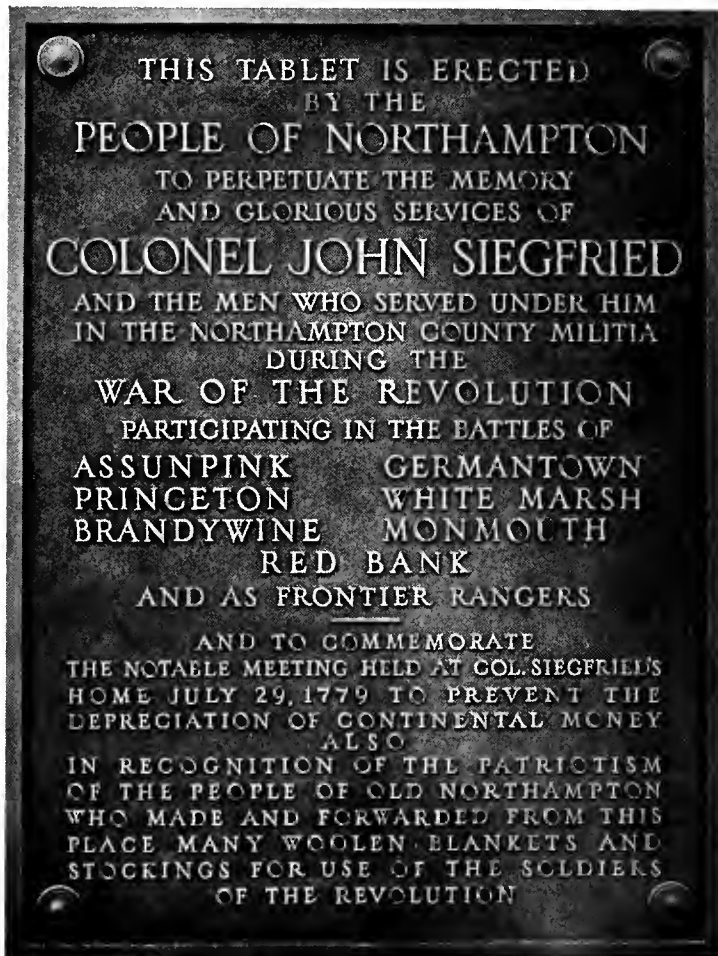 THIS TABLET IS ERECTED
BY THE
PEOPLE OF NORTHAMPTON
TO PERPETUATE THE MEMORY
AND GLORIOUS SERVICES OF
COLONEL JOHN SIEGFRIED
AND THE MEN WHO SERVED UNDER HIM
IN THE NORTHAMPTON COUNTY MILITIA
DURING THE
WAR OF THE REVOLUTION
PARTICIPATING IN THE BATTLES OF
ASSUNPINK GERMANTOWN
PRINCETON WHITE MARSH
BRANDYWINE MONMOUTH
RED BANK
AND AS FRONTIER RANGERS
AND TO COMMEMORATE
THE NOTABLE MEETING HELD AT COL. SIEGFRIED'S
HOME JULY 29, 1779 TO PREVENT THE
DEPRECIATION OF CONTINENTAL MONEY
ALSO
IN RECOGNITION OF THE PATRIOTISM
OF THE PEOPLE OF OLD NORTHAMPTON
WHO MADE AND FORWARDED FROM THIS
PLACE MANY WOOLEN BLANKETS AND
STOCKINGS FOR USE OF THE SOLDIERS
OF THE REVOLUTION